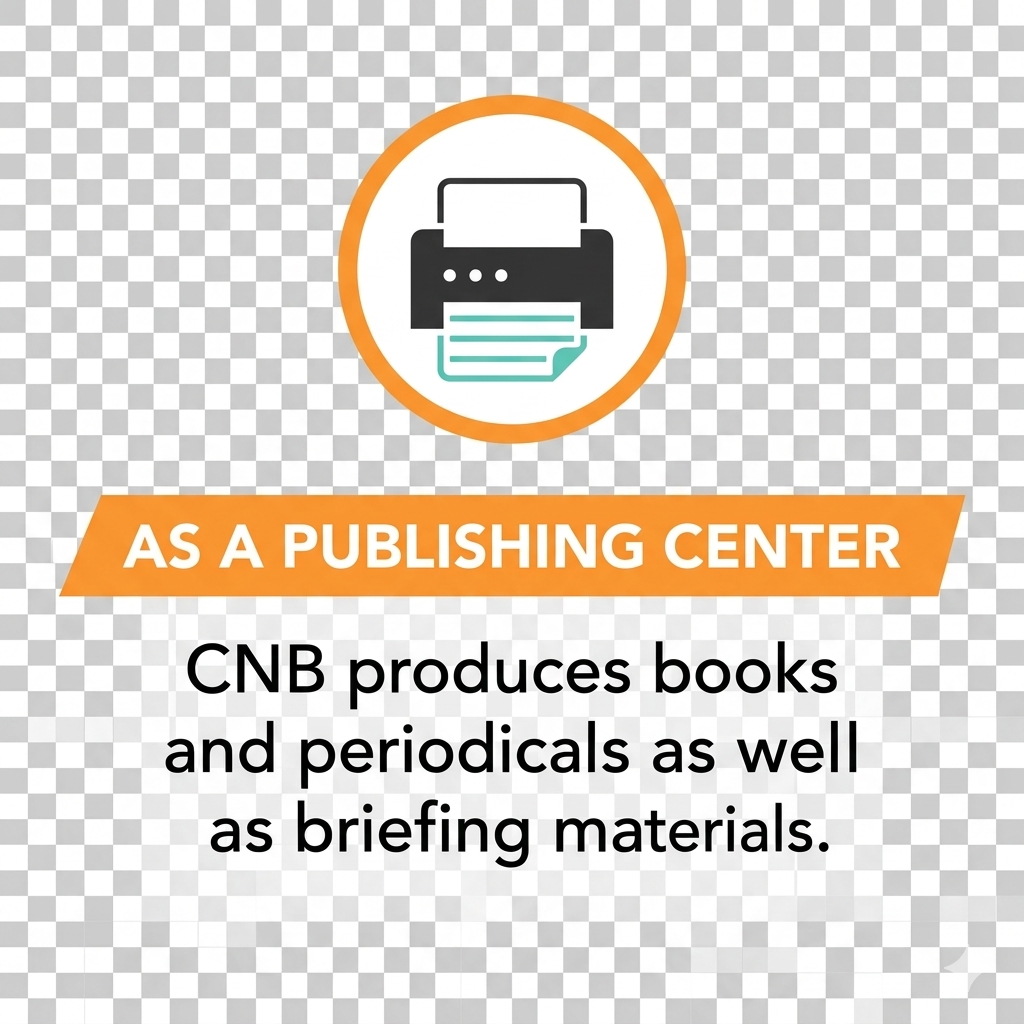 AS A PUBLISHING CENTER
CNB produces books
and periodicals as well
as briefing materials.